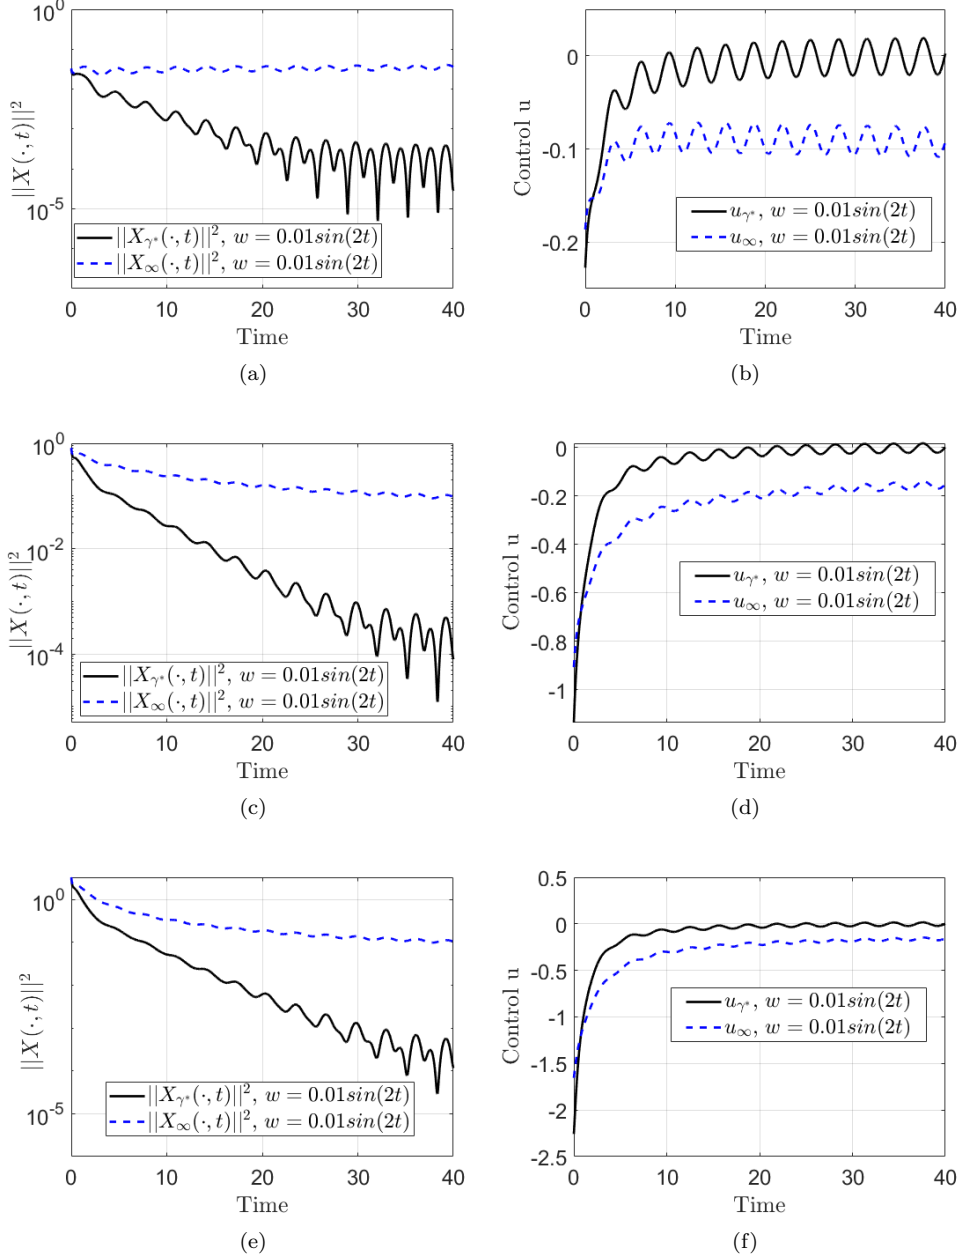 10^0
10^-5
||X(·, t)||^2
||X_γ*(·, t)||^2, w = 0.01sin(2t)
||X_∞(·, t)||^2, w = 0.01sin(2t)
0 10 20 30 40
Time
(a)
0
-0.1
-0.2
Control u
u_γ*, w = 0.01sin(2t)
u_∞, w = 0.01sin(2t)
0 10 20 30 40
Time
(b)
10^0
10^-2
10^-4
||X(·, t)||^2
||X_γ*(·, t)||^2, w = 0.01sin(2t)
||X_∞(·, t)||^2, w = 0.01sin(2t)
0 10 20 30 40
Time
(c)
0
-0.2
-0.4
-0.6
-0.8
-1
Control u
u_γ*, w = 0.01sin(2t)
u_∞, w = 0.01sin(2t)
0 10 20 30 40
Time
(d)
10^0
10^-5
||X(·, t)||^2
||X_γ*(·, t)||^2, w = 0.01sin(2t)
||X_∞(·, t)||^2, w = 0.01sin(2t)
0 10 20 30 40
Time
(e)
0.5
0
-0.5
-1
-1.5
-2
-2.5
Control u
u_γ*, w = 0.01sin(2t)
u_∞, w = 0.01sin(2t)
0 10 20 30 40
Time
(f)